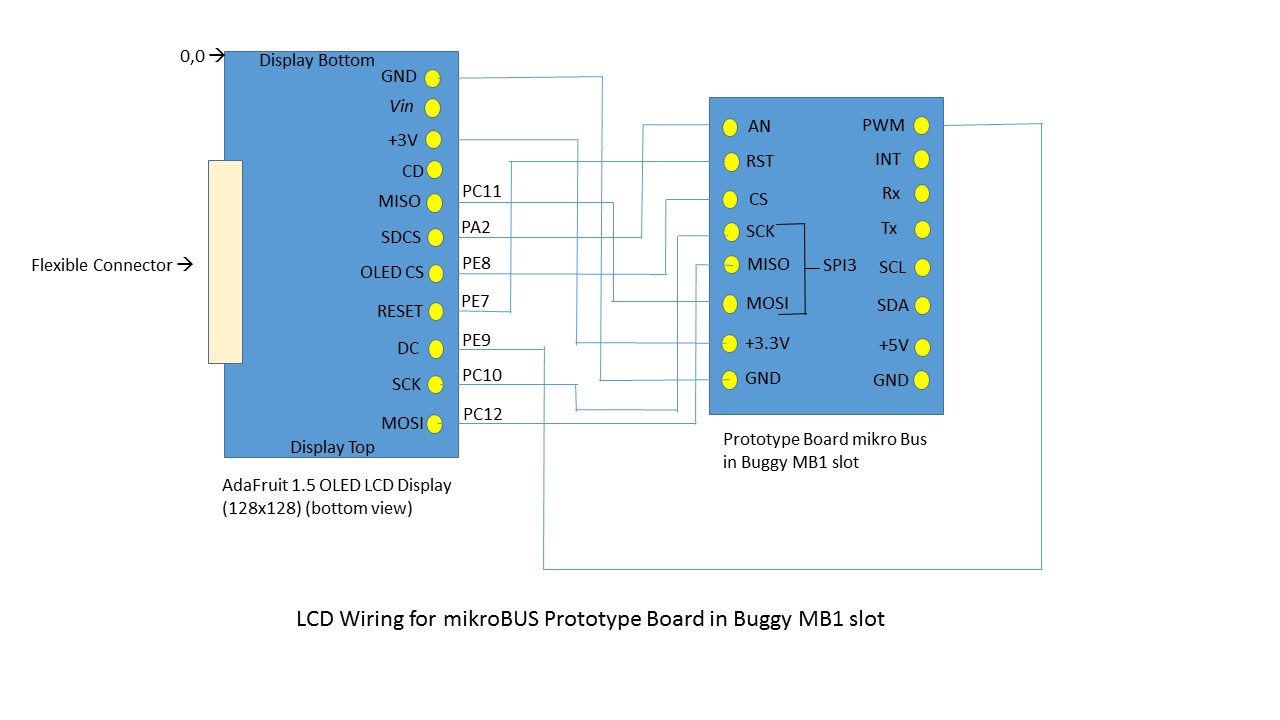 0,0 →
Display Bottom
GND
Vin
+3V
CD
MISO
SDCS
OLED CS
RESET
DC
SCK
MOSI
Display Top
Flexible Connector →
PC11
PA2
PE8
PE7
PE9
PC10
PC12
AN
RST
CS
SCK
MISO
MOSI
+3.3V
GND
SPI3
PWM
INT
Rx
Tx
SCL
SDA
+5V
GND
AdaFruit 1.5 OLED LCD Display
(128x128) (bottom view)
Prototype Board mikro Bus
in Buggy MB1 slot
LCD Wiring for mikroBUS Prototype Board in Buggy MB1 slot